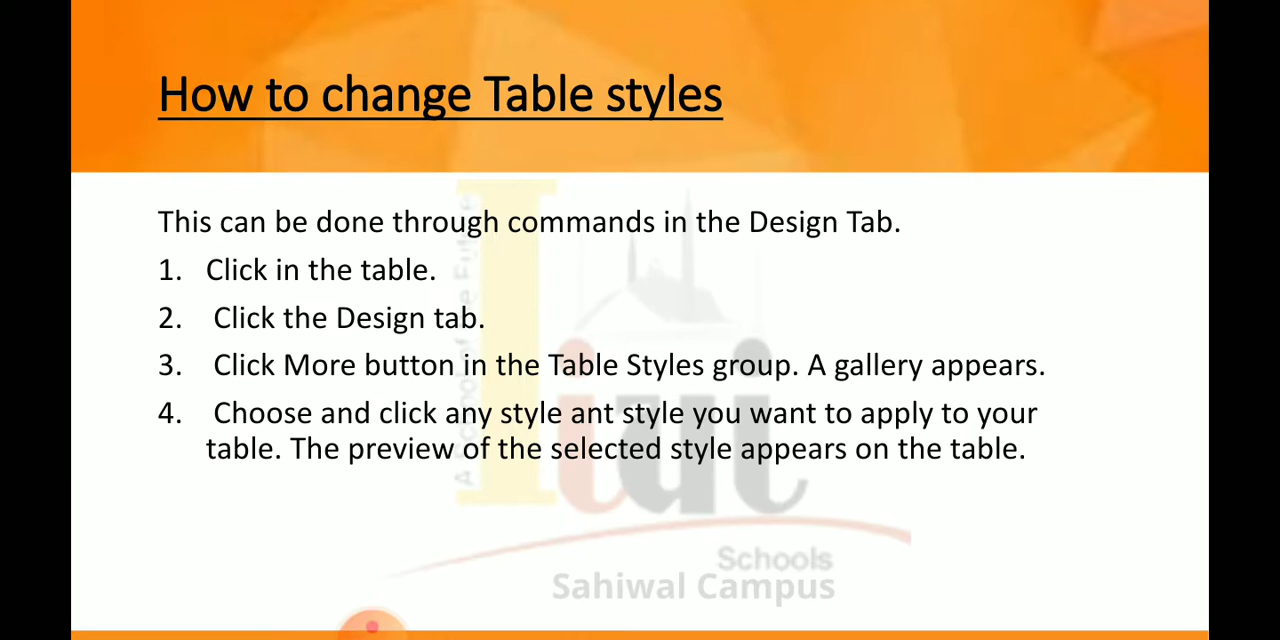 How to change Table styles
This can be done through commands in the Design Tab.
1. Click in the table.
2. Click the Design tab.
3. Click More button in the Table Styles group. A gallery appears.
4. Choose and click any style ant style you want to apply to your
table. The preview of the selected style appears on the table.
Schools
Sahiwal Campus